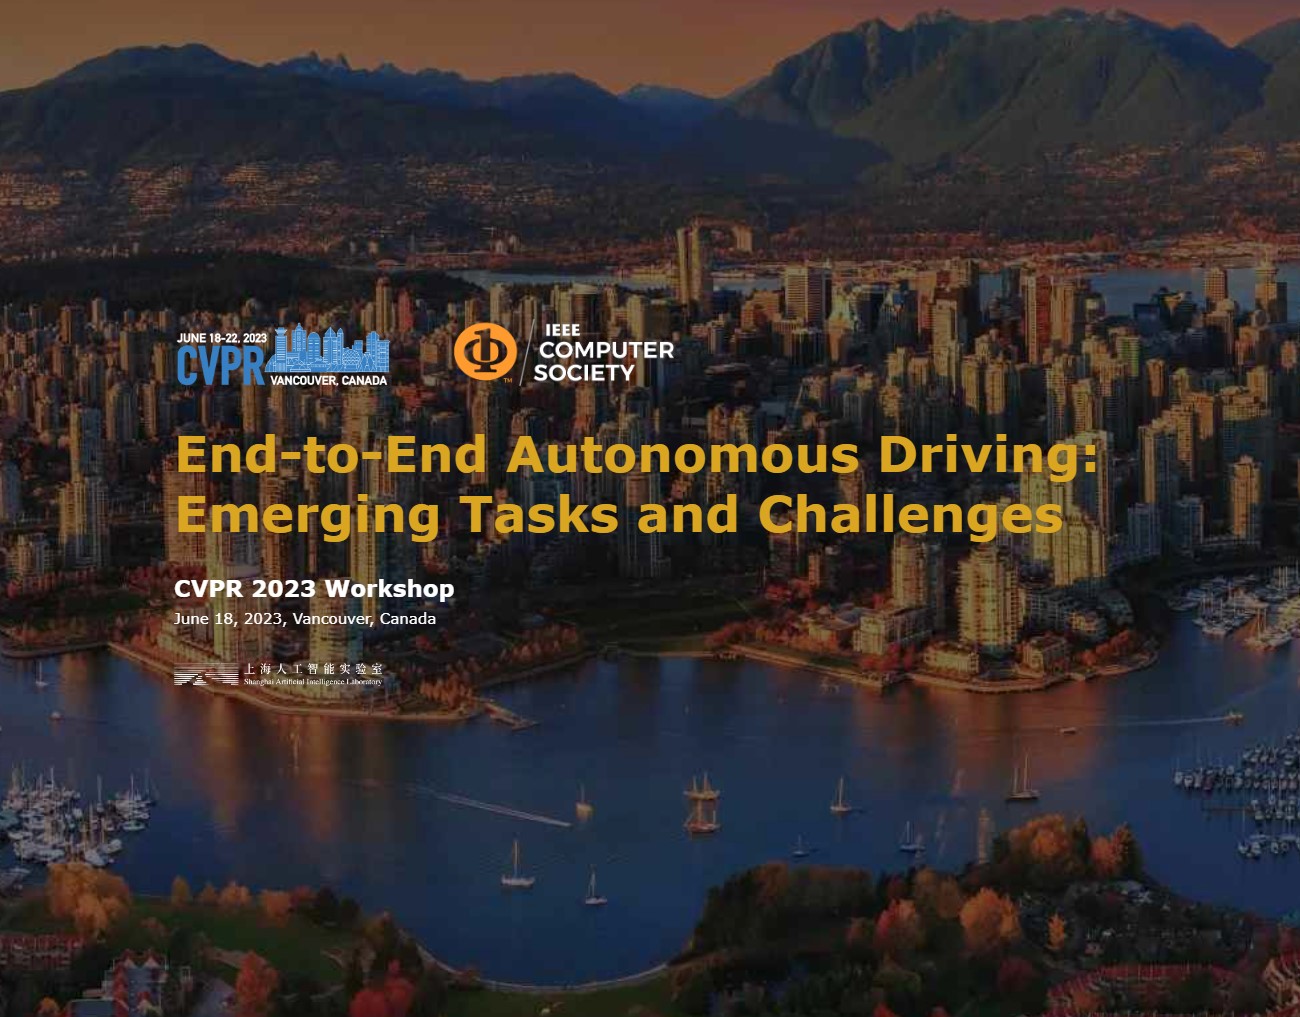 JUNE 18-22, 2023
CVPR
VANCOUVER, CANADA
IEEE
COMPUTER
SOCIETY
TM
End-to-End Autonomous Driving:
Emerging Tasks and Challenges
CVPR 2023 Workshop
June 18, 2023, Vancouver, Canada
上海人工智能实验室
Shanghai Artificial Intelligence Laboratory